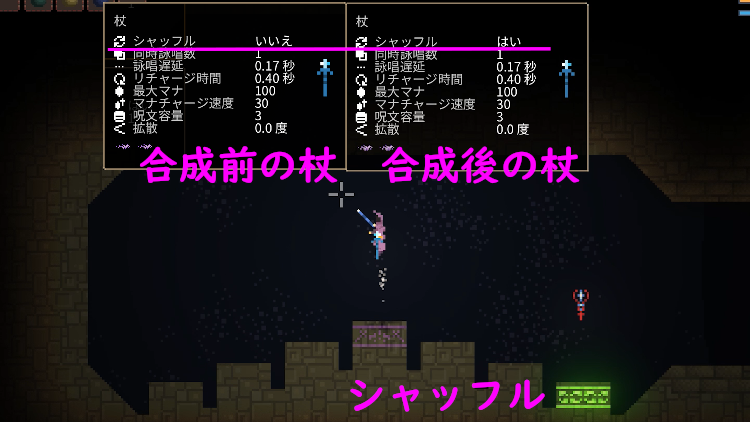 杖
シャッフル いいえ
同時詠唱数 1
詠唱遅延 0.17 秒
リチャージ時間 0.40 秒
最大マナ 100
マナチャージ速度 30
呪文容量 3
拡散 0.0 度
杖
シャッフル はい
同時詠唱数 1
詠唱遅延 0.17 秒
リチャージ時間 0.40 秒
最大マナ 100
マナチャージ速度 30
呪文容量 3
拡散 0.0 度
合成前の杖
合成後の杖
シャッフル